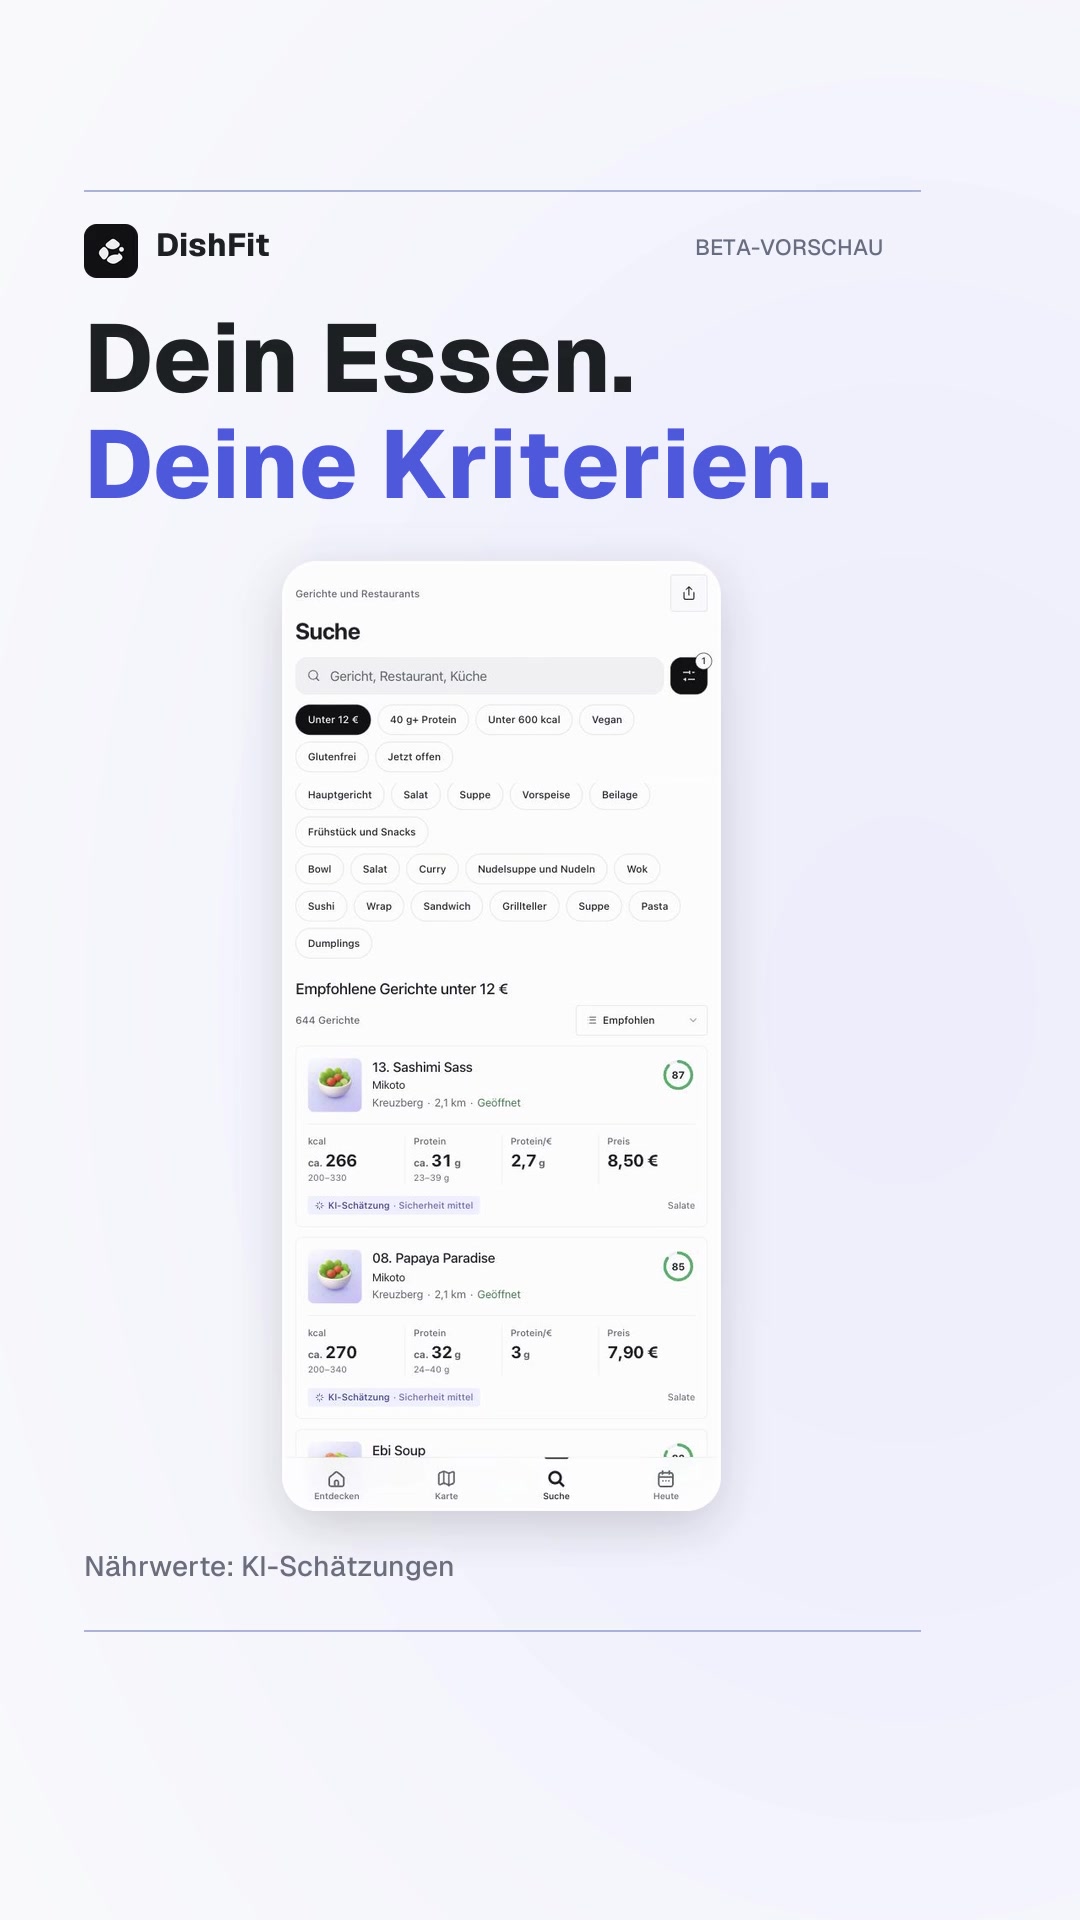 DishFit
BETA-VORSCHAU
Dein Essen.
Deine Kriterien.
Gerichte und Restaurants
Suche
Gericht, Restaurant, Küche
1
Unter 12 €
40 g+ Protein
Unter 600 kcal
Vegan
Glutenfrei
Jetzt offen
Hauptgericht
Salat
Suppe
Vorspeise
Beilage
Frühstück und Snacks
Bowl
Salat
Curry
Nudelsuppe und Nudeln
Wok
Sushi
Wrap
Sandwich
Grillteller
Suppe
Pasta
Dumplings
Empfohlene Gerichte unter 12 €
644 Gerichte
Empfohlen
13. Sashimi Sass
87
Mikoto
Kreuzberg · 2,1 km · Geöffnet
kcal
Protein
Protein/€
Preis
ca. 266
ca. 31 g
2,7 g
8,50 €
200–330
23–39 g
KI-Schätzung · Sicherheit mittel
Salate
08. Papaya Paradise
85
Mikoto
Kreuzberg · 2,1 km · Geöffnet
kcal
Protein
Protein/€
Preis
ca. 270
ca. 32 g
3 g
7,90 €
200–340
24–40 g
KI-Schätzung · Sicherheit mittel
Salate
Ebi Soup
Entdecken
Karte
Suche
Heute
Nährwerte: KI-Schätzungen